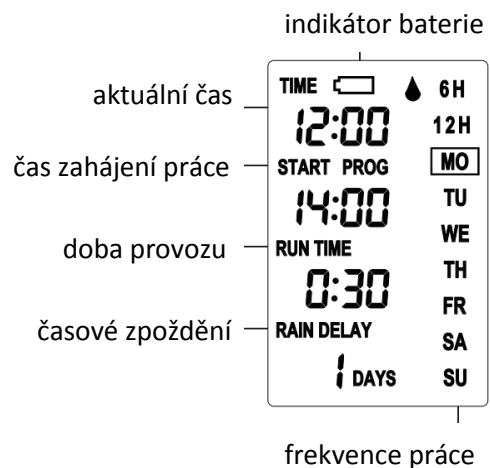 indikátor baterie
aktuální čas
čas zahájení práce
doba provozu
časové zpoždění
TIME
12:00
START PROG
14:00
RUN TIME
0:30
RAIN DELAY
1 DAYS
6H
12H
MO
TU
WE
TH
FR
SA
SU
frekvence práce